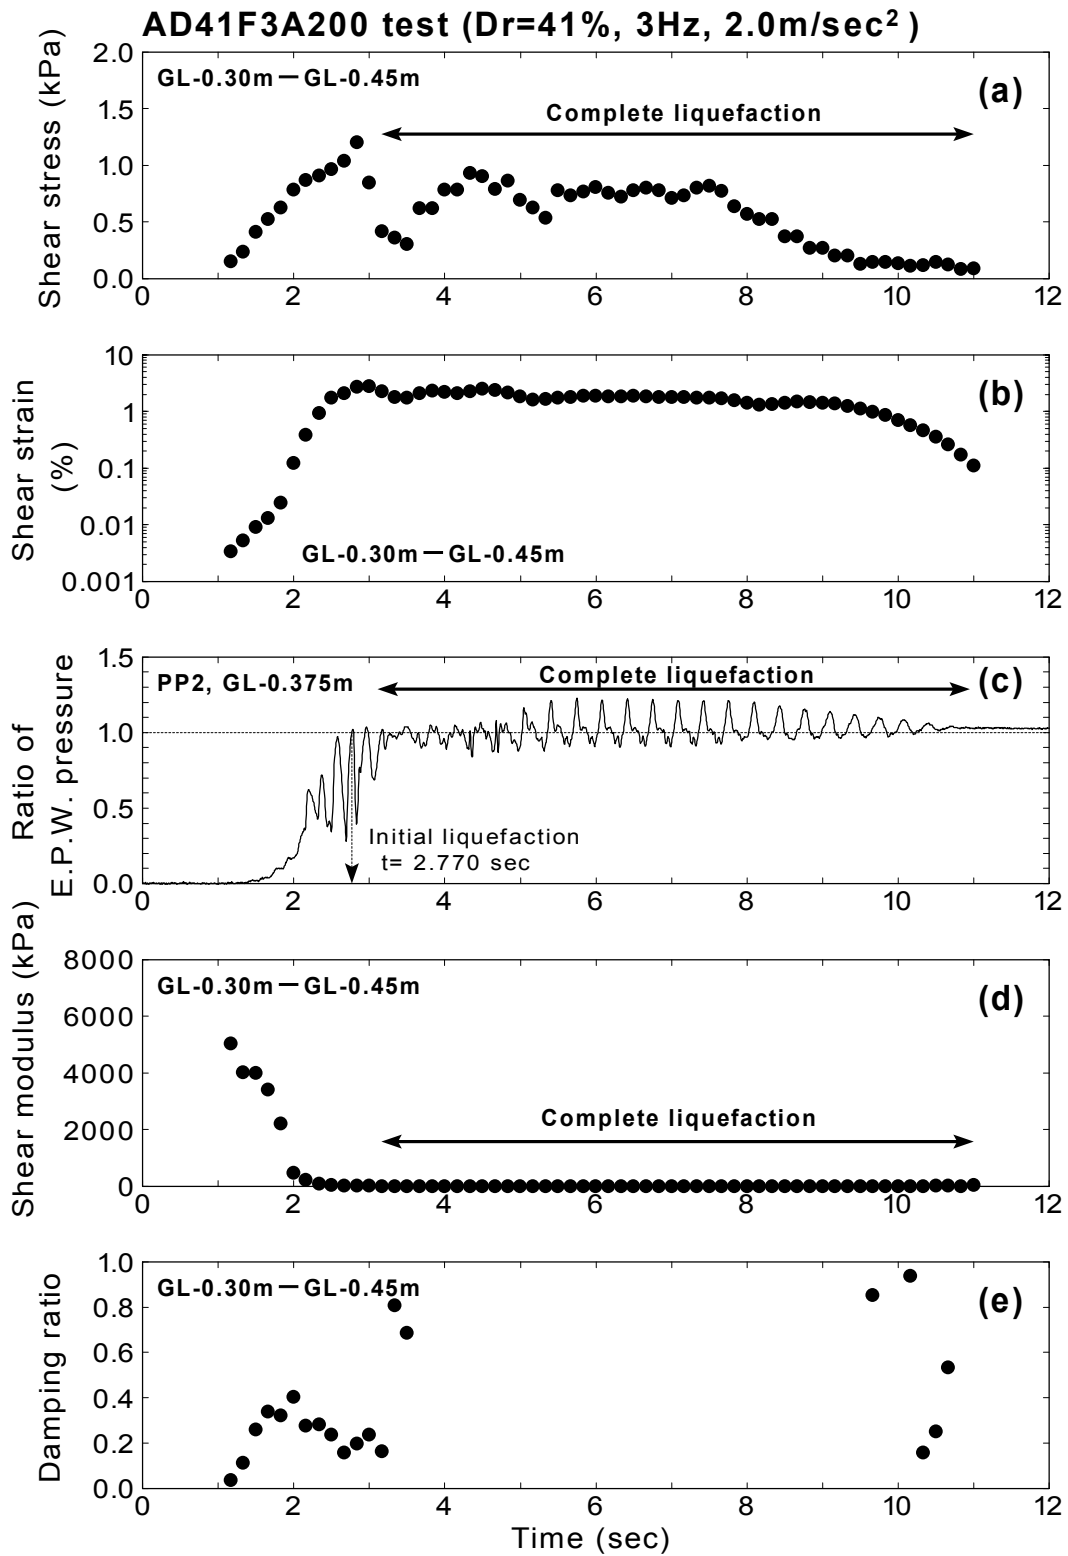 AD41F3A200 test (Dr=41%, 3Hz, 2.0m/sec² )
Shear stress (kPa)
2.0
1.5
1.0
0.5
0.0
GL-0.30m — GL-0.45m
(a)
Complete liquefaction
0 2 4 6 8 10 12
Shear strain
(%)
10
1
0.1
0.01
0.001
(b)
GL-0.30m — GL-0.45m
0 2 4 6 8 10 12
Ratio of
E.P.W. pressure
1.5
1.0
0.5
0.0
PP2, GL-0.375m
Complete liquefaction
(c)
Initial liquefaction
t= 2.770 sec
0 2 4 6 8 10 12
Shear modulus (kPa)
8000
6000
4000
2000
0
GL-0.30m — GL-0.45m
(d)
Complete liquefaction
0 2 4 6 8 10 12
Damping ratio
1.0
0.8
0.6
0.4
0.2
0.0
GL-0.30m — GL-0.45m
(e)
0 2 4 6 8 10 12
Time (sec)